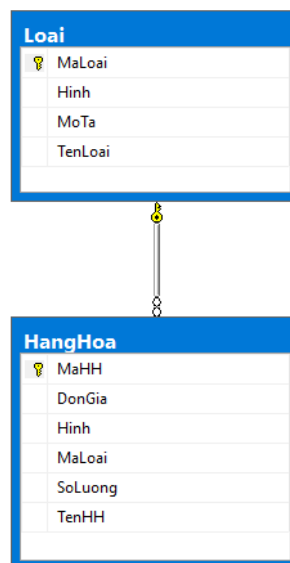 Loai
MaLoai
Hinh
MoTa
TenLoai
HangHoa
MaHH
DonGia
Hinh
MaLoai
SoLuong
TenHH